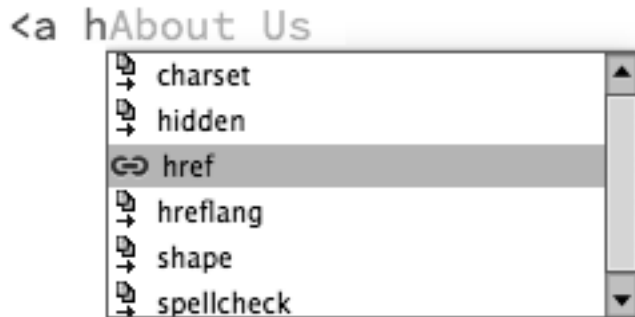 <a hAbout Us
charset
hidden
href
hreflang
shape
spellcheck